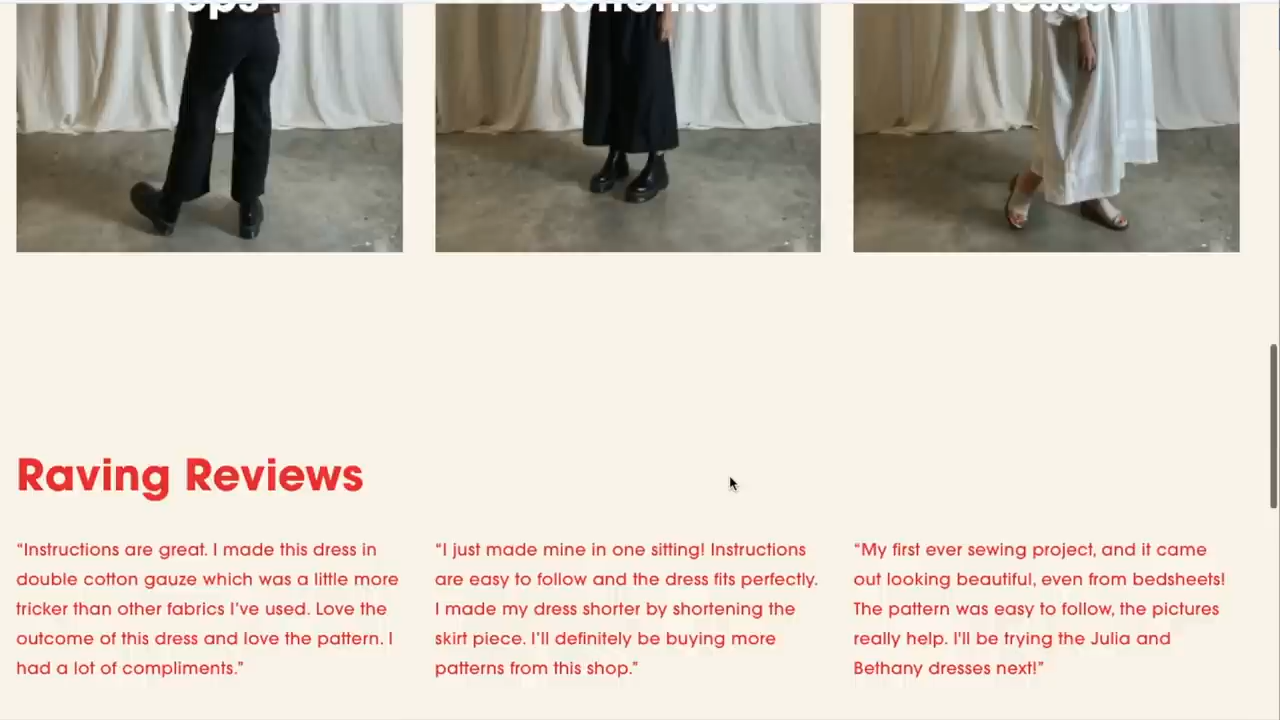 Tops
Bottoms
Dresses
Raving Reviews
“Instructions are great. I made this dress in
double cotton gauze which was a little more
tricker than other fabrics I’ve used. Love the
outcome of this dress and love the pattern. I
had a lot of compliments.”
“I just made mine in one sitting! Instructions
are easy to follow and the dress fits perfectly.
I made my dress shorter by shortening the
skirt piece. I’ll definitely be buying more
patterns from this shop.”
“My first ever sewing project, and it came
out looking beautiful, even from bedsheets!
The pattern was easy to follow, the pictures
really help. I'll be trying the Julia and
Bethany dresses next!”